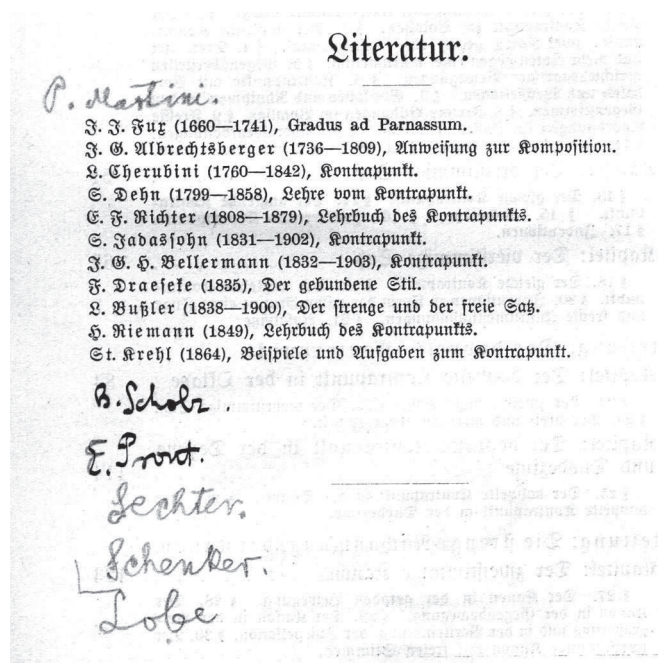 Literatur.
P. Martini.
J. J. Fux (1660—1741), Gradus ad Parnassum.
J. G. Albrechtsberger (1736—1809), Anweisung zur Komposition.
L. Cherubini (1760—1842), Kontrapunkt.
S. Dehn (1799—1858), Lehre vom Kontrapunkt.
E. F. Richter (1808—1879), Lehrbuch des Kontrapunkts.
S. Jadassohn (1831—1902), Kontrapunkt.
J. G. H. Bellermann (1832—1903), Kontrapunkt.
F. Draeseke (1835), Der gebundene Stil.
L. Bußler (1838—1900), Der strenge und der freie Satz.
H. Riemann (1849), Lehrbuch des Kontrapunkts.
St. Krehl (1864), Beispiele und Aufgaben zum Kontrapunkt.
B. Scholz.
E. Prout.
Sechter.
Schenker.
Lobe